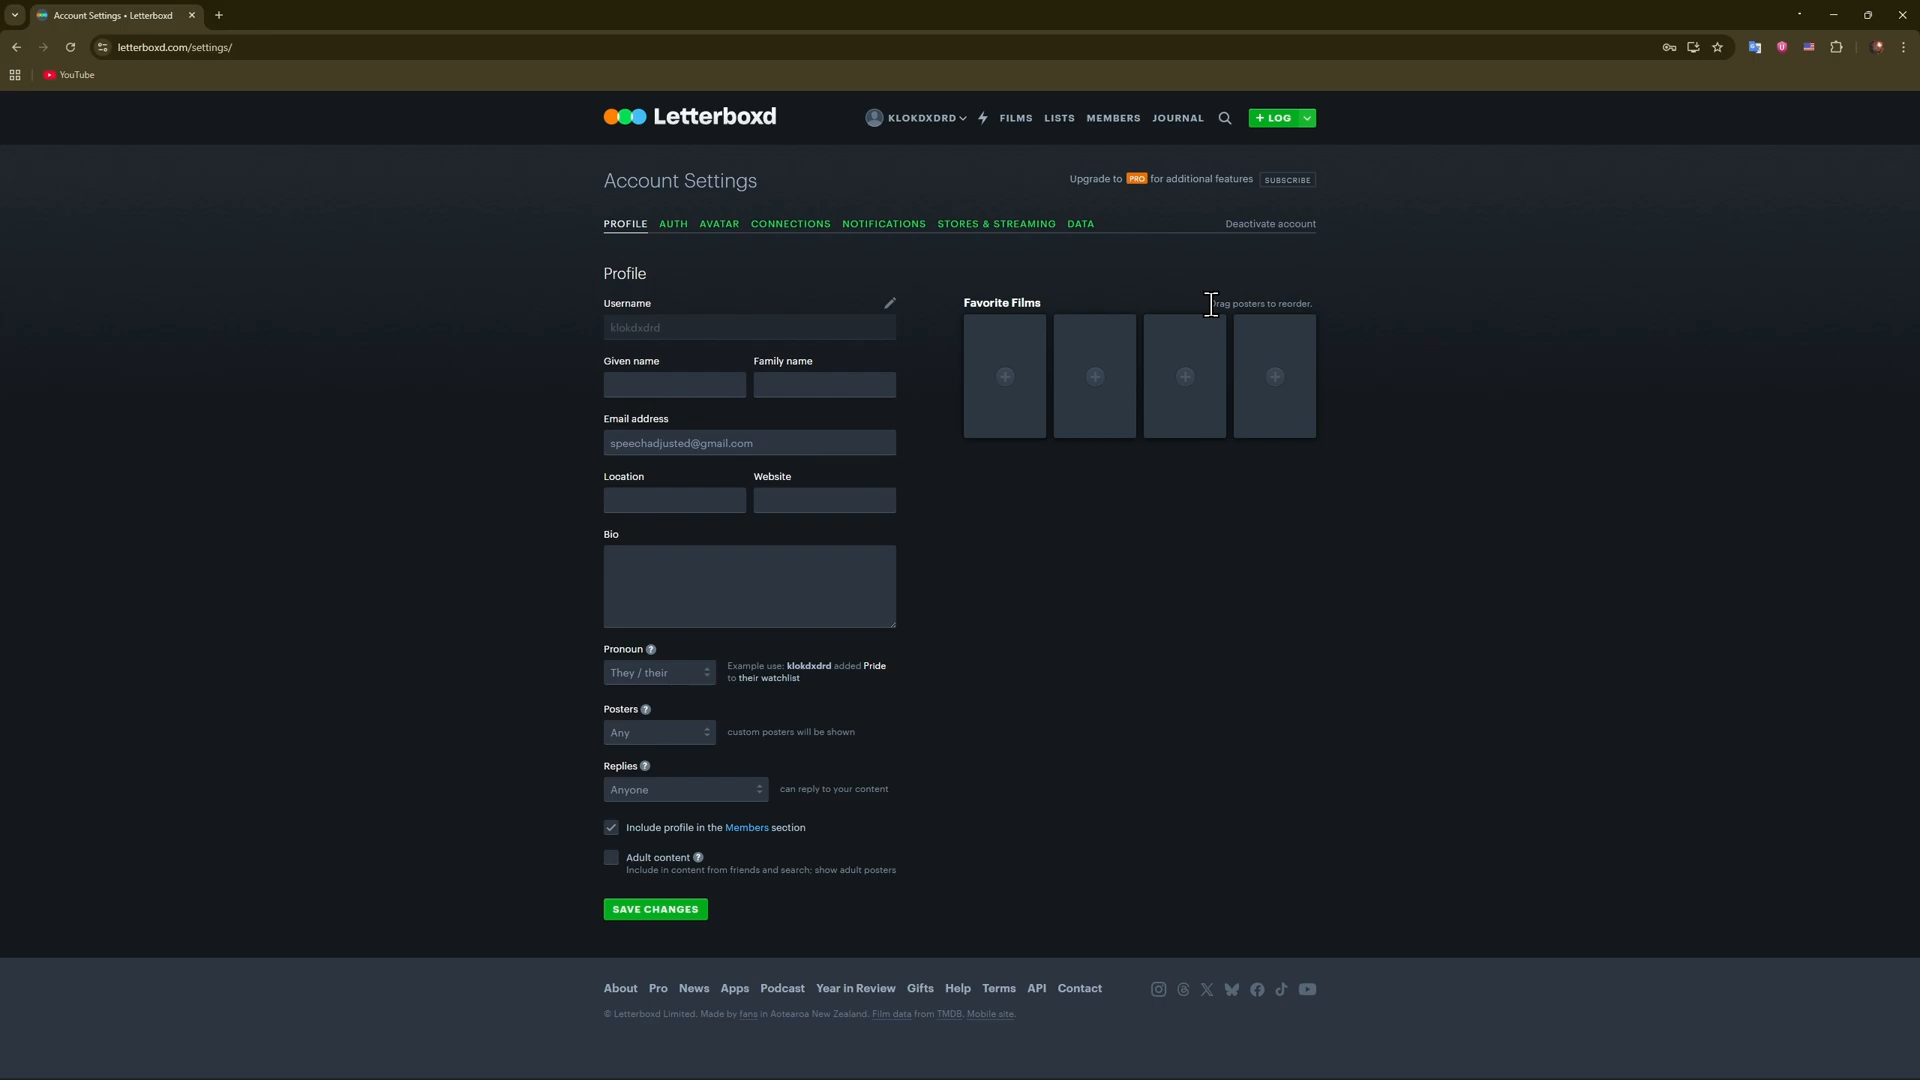 Account Settings • Letterboxd
letterboxd.com/settings/
YouTube
Letterboxd
KLOKDXDRD
FILMS
LISTS
MEMBERS
JOURNAL
+ LOG
Account Settings
Upgrade to PRO for additional features
SUBSCRIBE
PROFILE AUTH AVATAR CONNECTIONS NOTIFICATIONS STORES & STREAMING DATA
Deactivate account
Profile
Username
klokdxdrd
Given name
Family name
Email address
speechadjusted@gmail.com
Location
Website
Bio
Pronoun ?
They / their
Example use: klokdxdrd added Pride
to their watchlist
Posters ?
Any
custom posters will be shown
Replies ?
Anyone
can reply to your content
Include profile in the Members section
Adult content ?
Include in content from friends and search; show adult posters
SAVE CHANGES
Favorite Films
Drag posters to reorder.
About Pro News Apps Podcast Year in Review Gifts Help Terms API Contact
© Letterboxd Limited. Made by fans in Aotearoa New Zealand. Film data from TMDB. Mobile site.